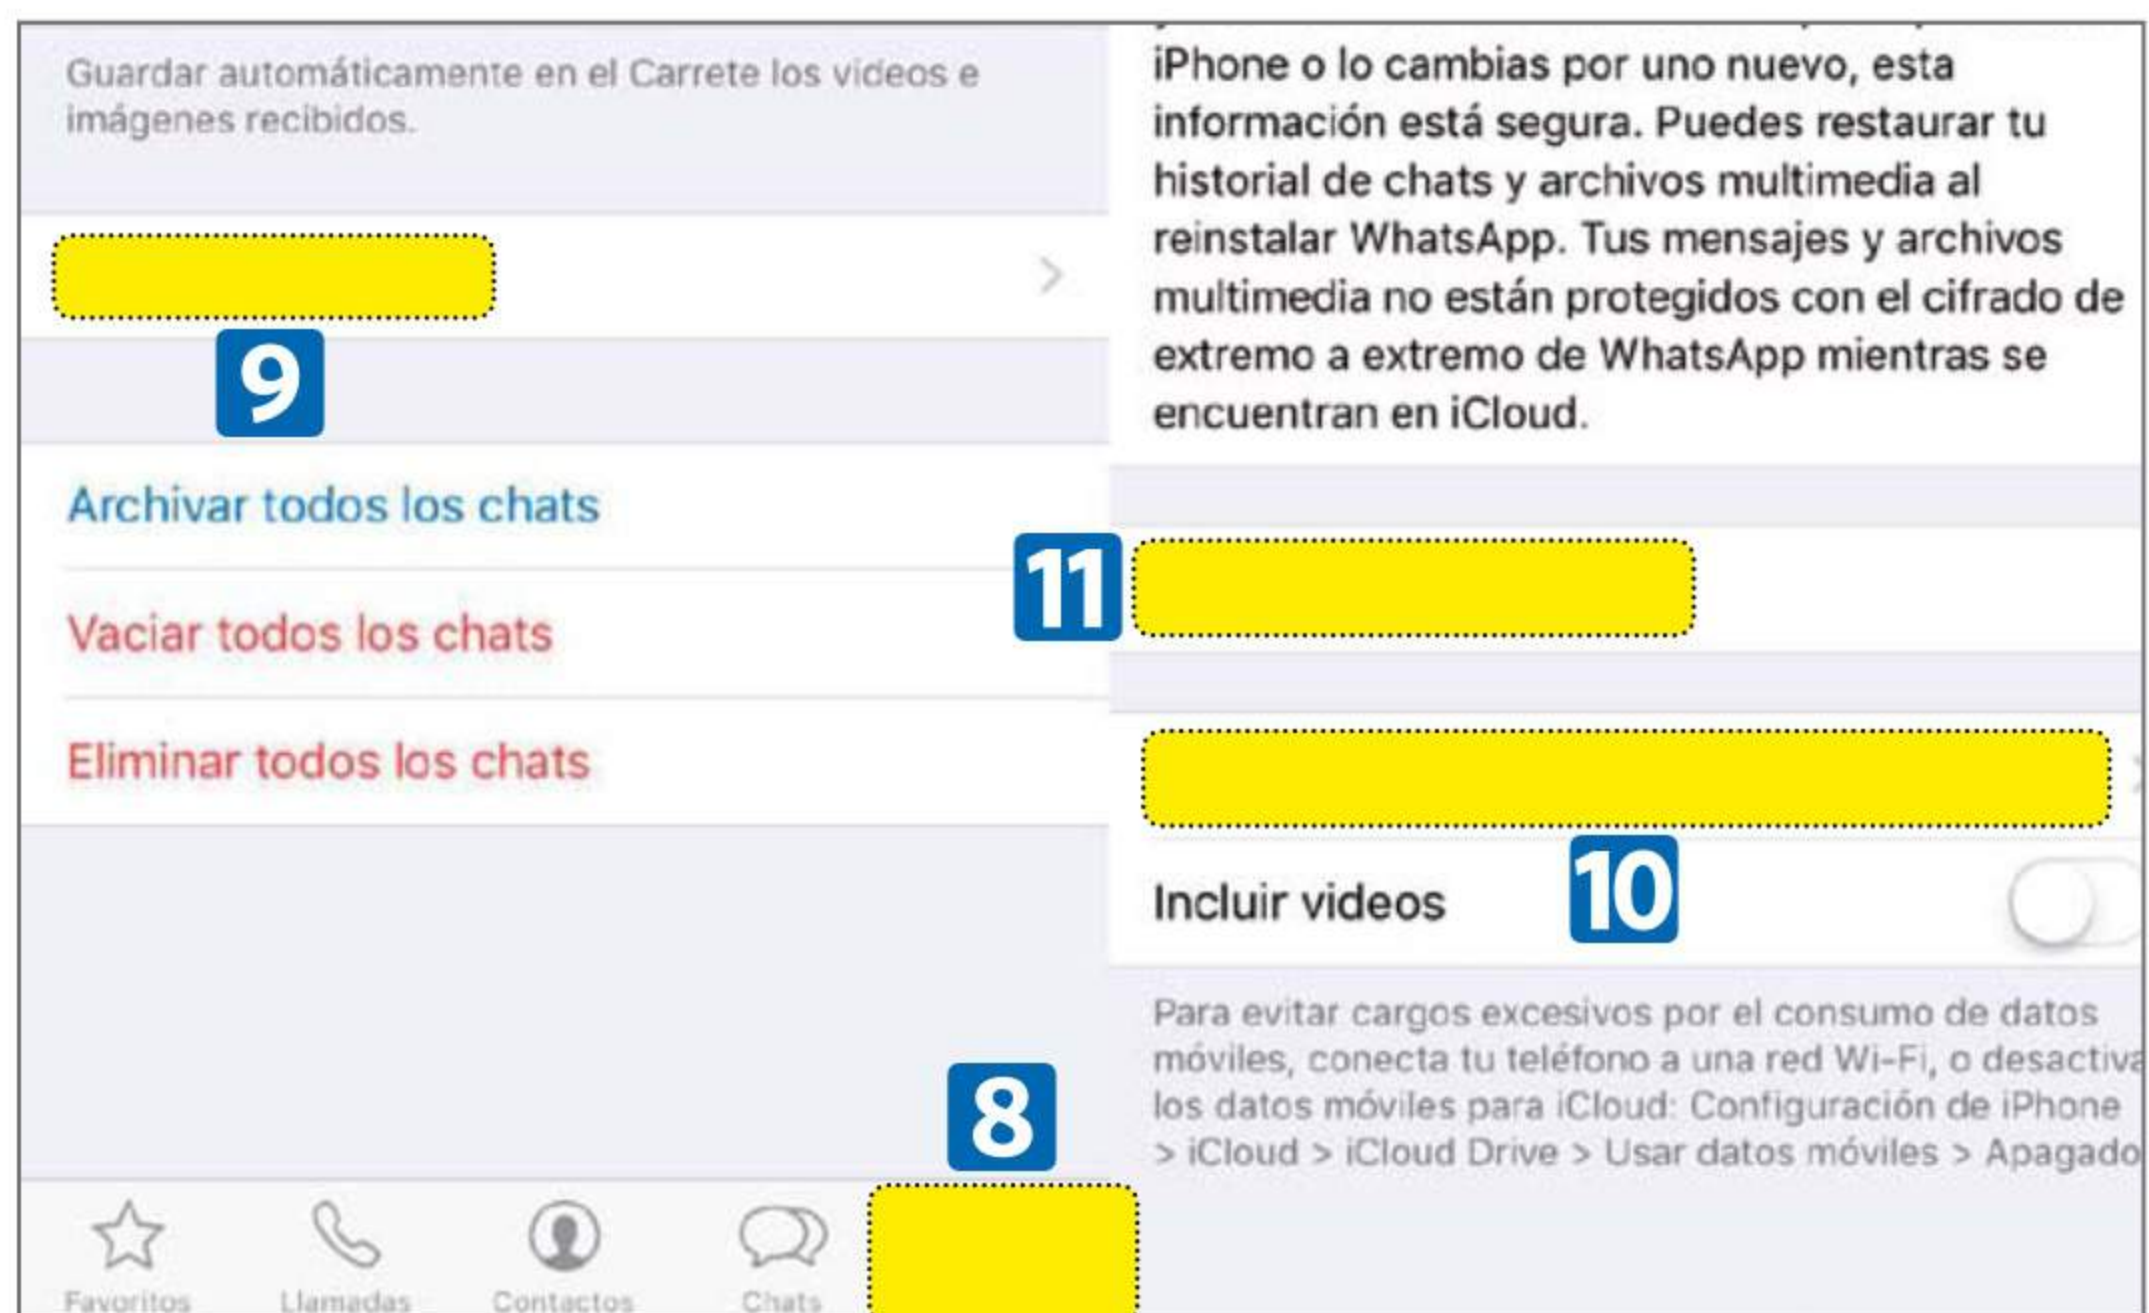 Guardar automáticamente en el Carrete los videos e
imágenes recibidos.
9
Archivar todos los chats
Vaciar todos los chats
Eliminar todos los chats
8
Favoritos
Llamadas
Contactos
Chats
iPhone o lo cambias por uno nuevo, esta
información está segura. Puedes restaurar tu
historial de chats y archivos multimedia al
reinstalar WhatsApp. Tus mensajes y archivos
multimedia no están protegidos con el cifrado de
extremo a extremo de WhatsApp mientras se
encuentran en iCloud.
11
10
Incluir videos
Para evitar cargos excesivos por el consumo de datos
móviles, conecta tu teléfono a una red Wi-Fi, o desactiva
los datos móviles para iCloud: Configuración de iPhone
> iCloud > iCloud Drive > Usar datos móviles > Apagado